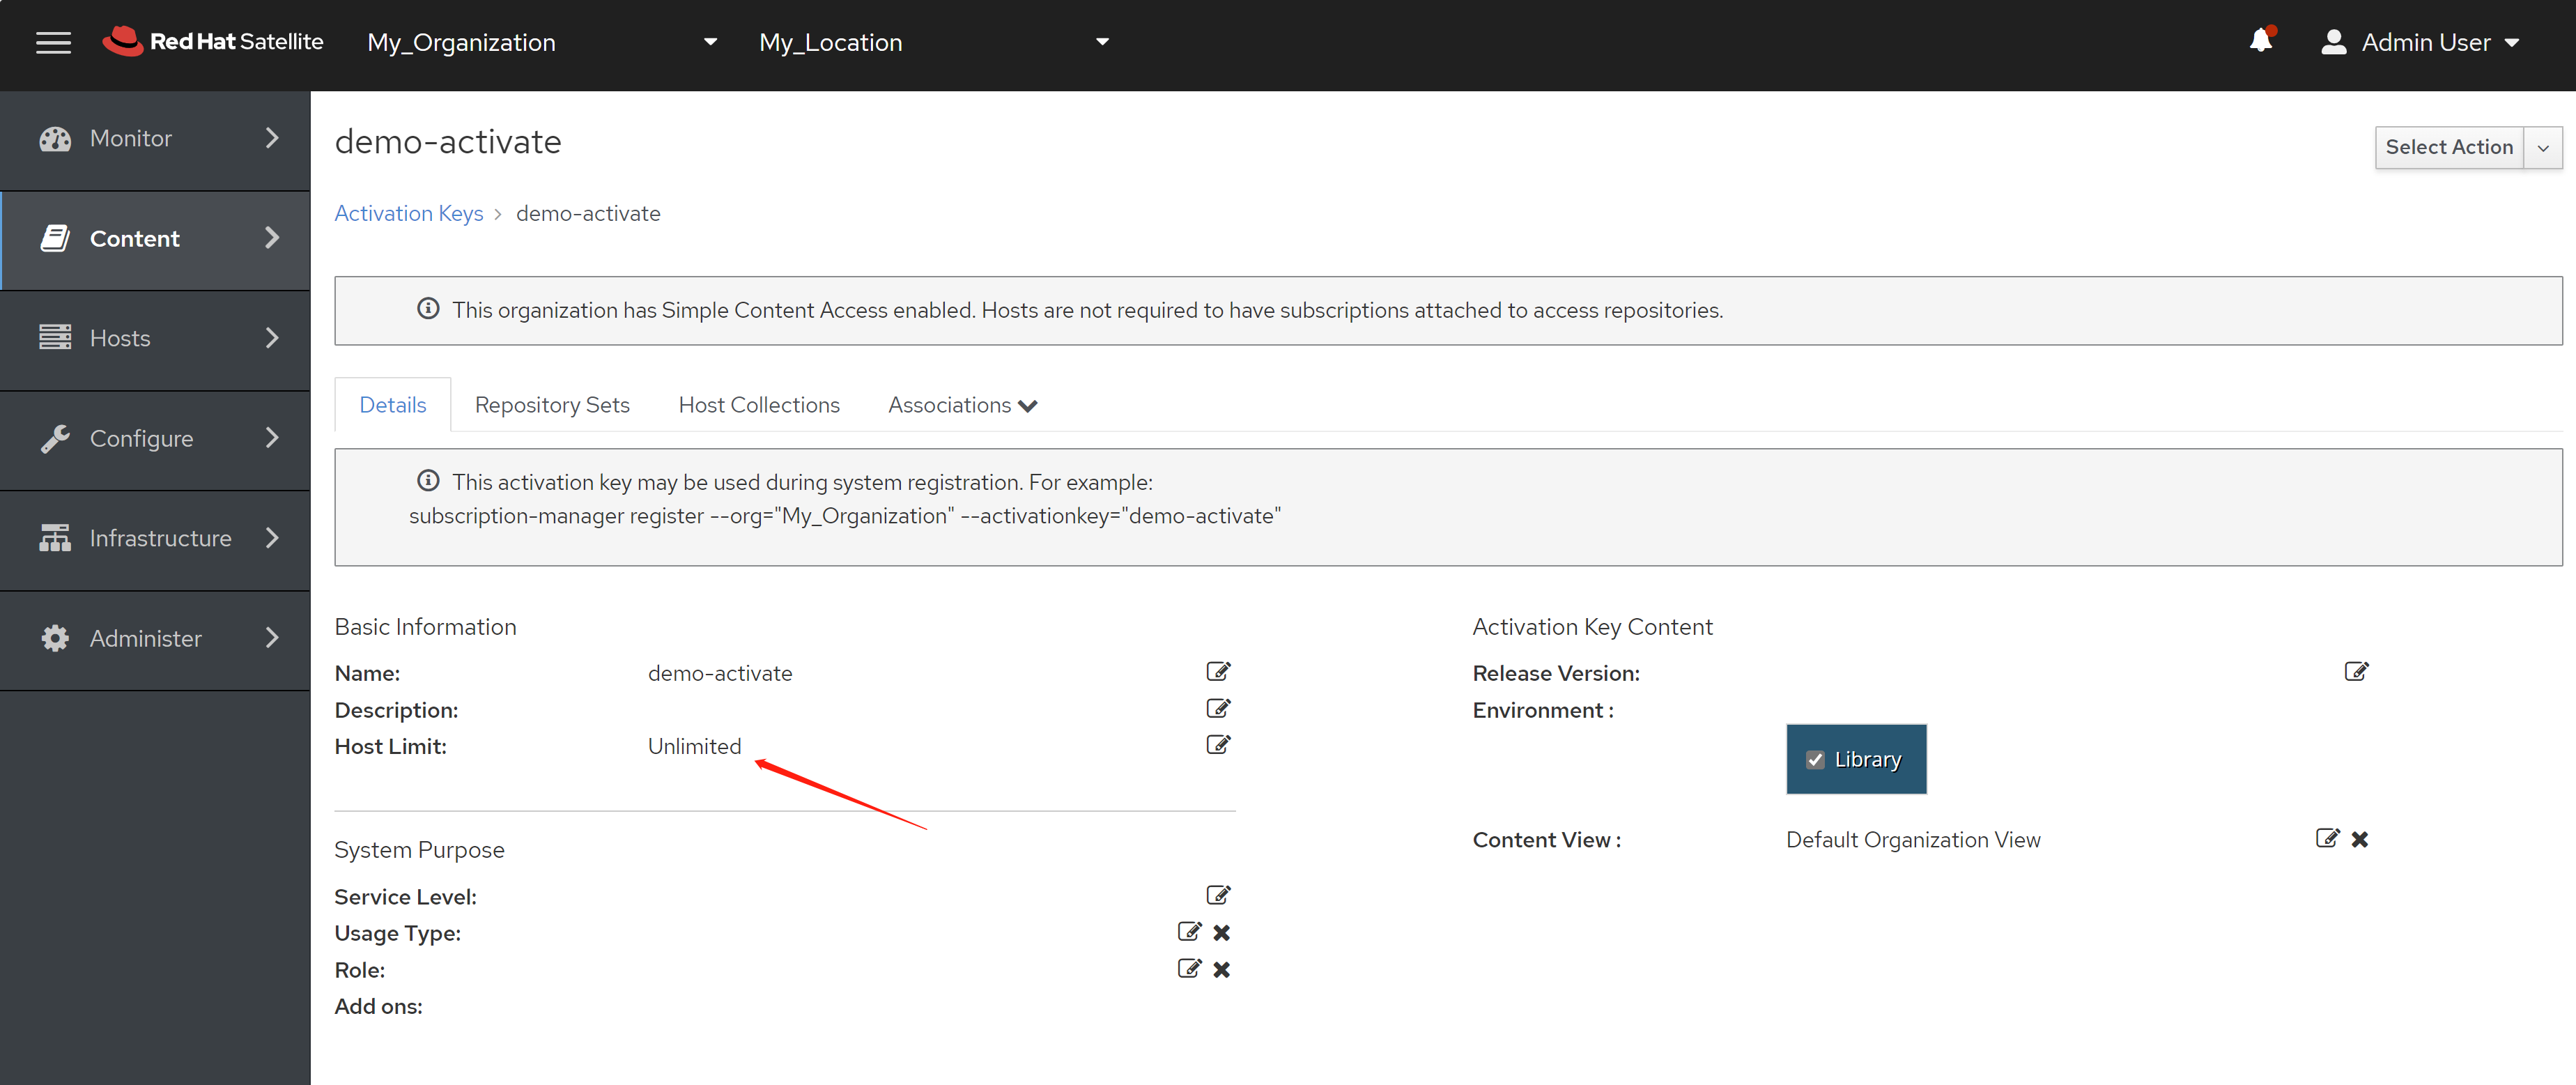 Red Hat Satellite My_Organization My_Location Admin User
Monitor
Content
Hosts
Configure
Infrastructure
Administer
demo-activate
Select Action
Activation Keys › demo-activate
This organization has Simple Content Access enabled. Hosts are not required to have subscriptions attached to access repositories.
Details Repository Sets Host Collections Associations
This activation key may be used during system registration. For example:
subscription-manager register --org="My_Organization" --activationkey="demo-activate"
Basic Information
Name: demo-activate
Description:
Host Limit: Unlimited
System Purpose
Service Level:
Usage Type:
Role:
Add ons:
Activation Key Content
Release Version:
Environment :
Library
Content View : Default Organization View